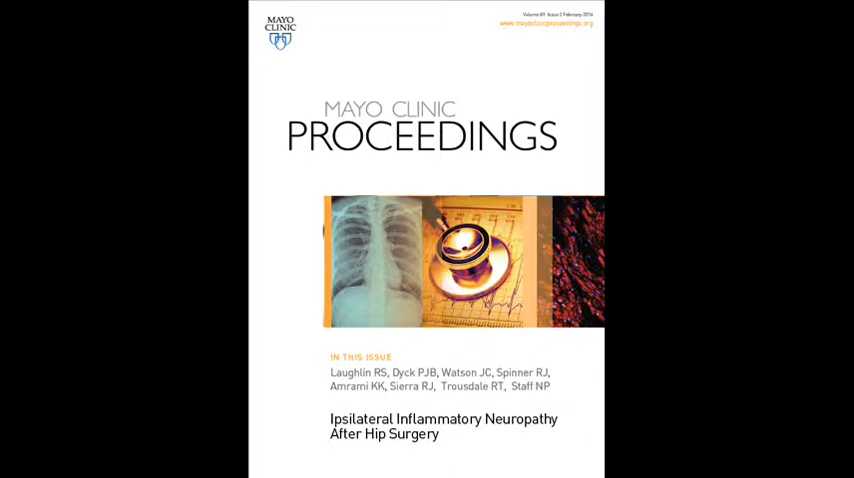 MAYO
CLINIC
Volume 89 Issue 2 February 2014
www.mayoclinicproceedings.org
MAYO CLINIC
PROCEEDINGS
IN THIS ISSUE
Laughlin RS, Dyck PJB, Watson JC, Spinner RJ,
Amrami KK, Sierra RJ, Trousdale RT, Staff NP
Ipsilateral Inflammatory Neuropathy
After Hip Surgery